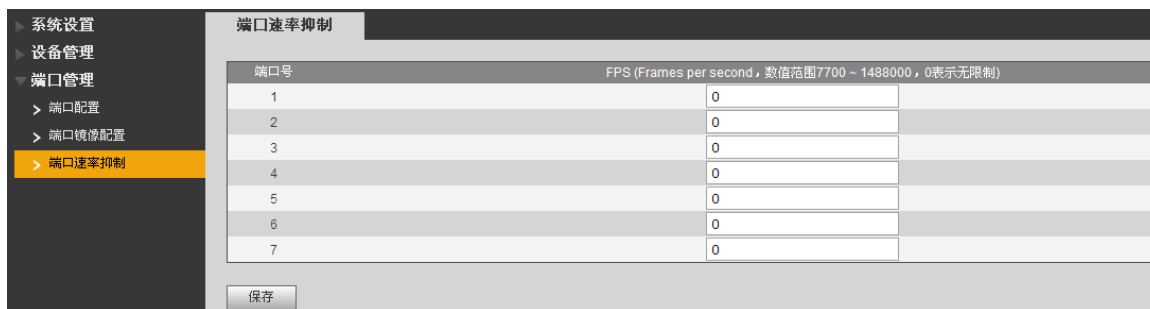 系统设置
设备管理
端口管理
端口配置
端口镜像配置
端口速率抑制
端口速率抑制
端口号 FPS (Frames per second，数值范围7700 ~ 1488000，0表示无限制)
1 0
2 0
3 0
4 0
5 0
6 0
7 0
保存